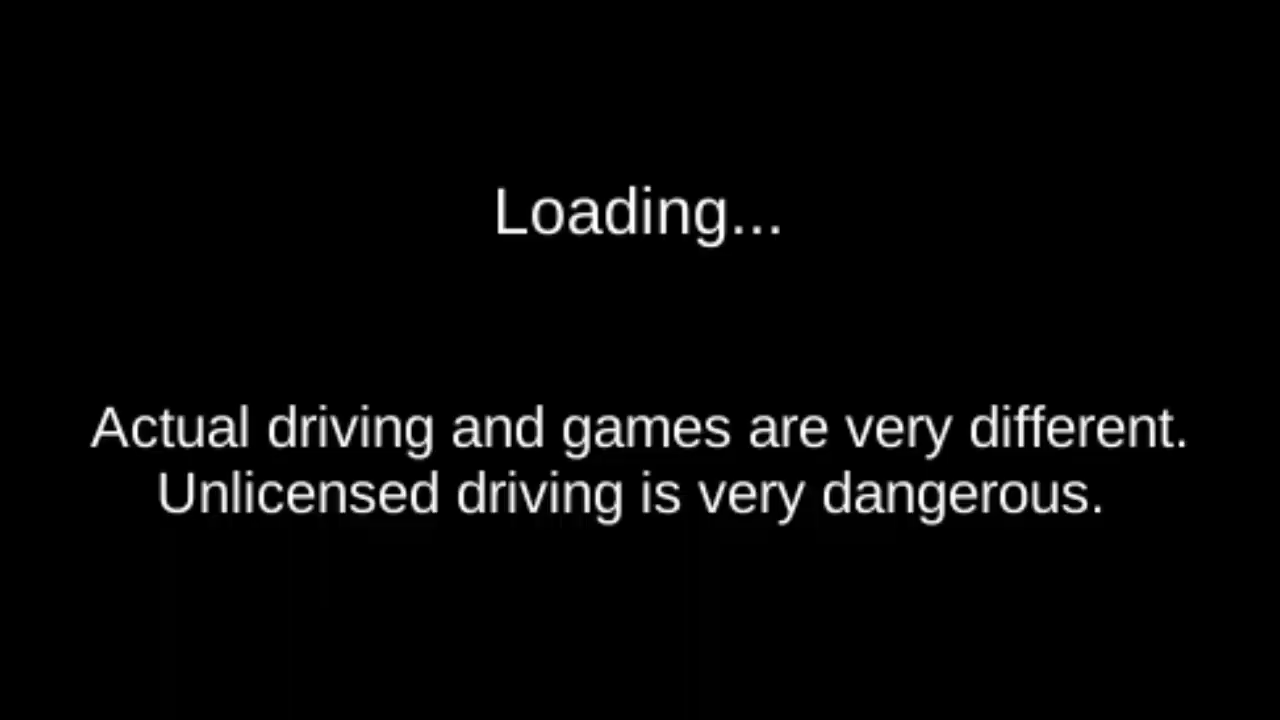 Loading...
Actual driving and games are very different.
Unlicensed driving is very dangerous.